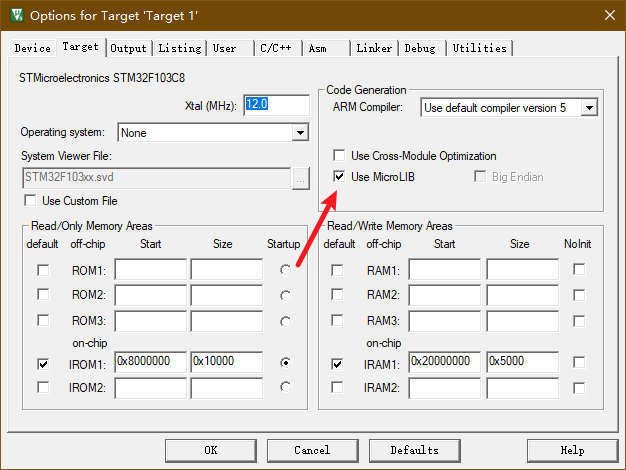 Options for Target 'Target 1'
Device Target Output Listing User C/C++ Asm Linker Debug Utilities
STMicroelectronics STM32F103C8
Xtal (MHz): 12.0
Operating system: None
System Viewer File:
STM32F103xx.svd ...
Use Custom File
Code Generation
ARM Compiler: Use default compiler version 5
Use Cross-Module Optimization
Use MicroLIB Big Endian
Read/Only Memory Areas
default off-chip Start Size Startup
ROM1:
ROM2:
ROM3:
on-chip
IROM1: 0x8000000 0x10000
IROM2:
Read/Write Memory Areas
default off-chip Start Size NoInit
RAM1:
RAM2:
RAM3:
on-chip
IRAM1: 0x20000000 0x5000
IRAM2:
OK Cancel Defaults Help